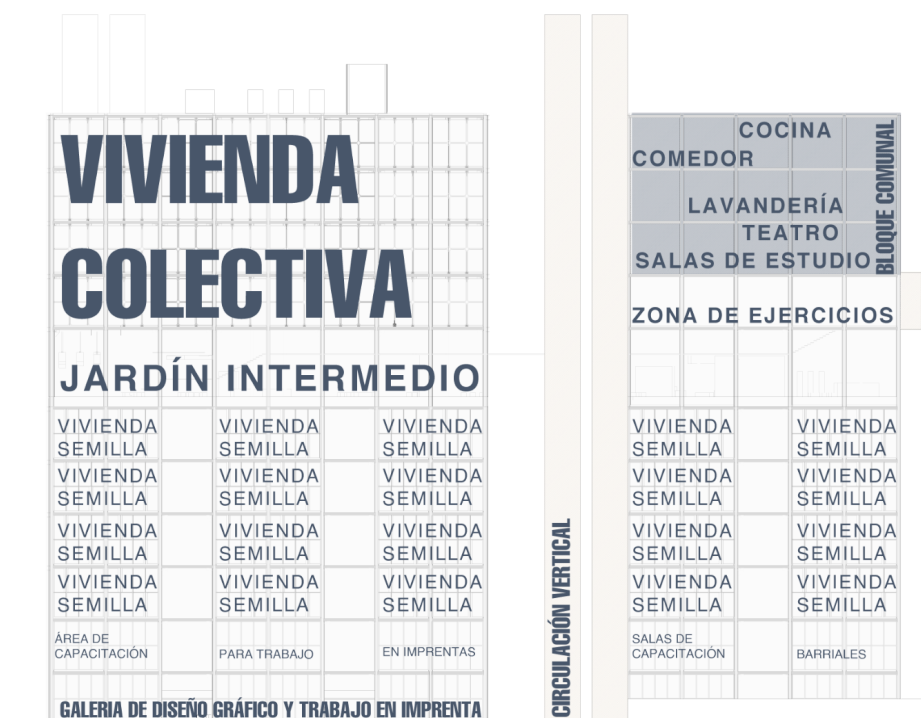 VIVIENDA
COLECTIVA
JARDÍN INTERMEDIO
VIVIENDA SEMILLA
VIVIENDA SEMILLA
VIVIENDA SEMILLA
VIVIENDA SEMILLA
VIVIENDA SEMILLA
VIVIENDA SEMILLA
VIVIENDA SEMILLA
VIVIENDA SEMILLA
VIVIENDA SEMILLA
VIVIENDA SEMILLA
VIVIENDA SEMILLA
VIVIENDA SEMILLA
ÁREA DE
CAPACITACIÓN
PARA TRABAJO
EN IMPRENTAS
GALERIA DE DISEÑO GRÁFICO Y TRABAJO EN IMPRENTA
CIRCULACIÓN VERTICAL
COCINA
COMEDOR
LAVANDERÍA
TEATRO
SALAS DE ESTUDIO
BLOQUE COMUNAL
ZONA DE EJERCICIOS
VIVIENDA SEMILLA
VIVIENDA SEMILLA
VIVIENDA SEMILLA
VIVIENDA SEMILLA
VIVIENDA SEMILLA
VIVIENDA SEMILLA
VIVIENDA SEMILLA
VIVIENDA SEMILLA
SALAS DE
CAPACITACIÓN
BARRIALES